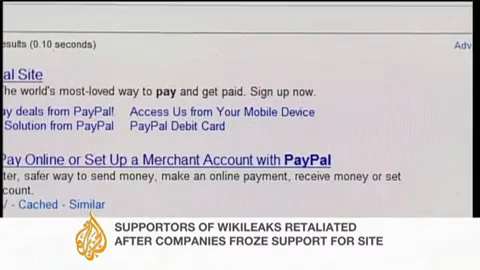 esults (0.10 seconds)
Adv
al Site
he world's most-loved way to pay and get paid. Sign up now.
y deals from PayPal! Access Us from Your Mobile Device
Solution from PayPal PayPal Debit Card
Pay Online or Set Up a Merchant Account with PayPal
ter, safer way to send money, make an online payment, receive money or set
count.
/ - Cached - Similar
SUPPORTORS OF WIKILEAKS RETALIATED
AFTER COMPANIES FROZE SUPPORT FOR SITE